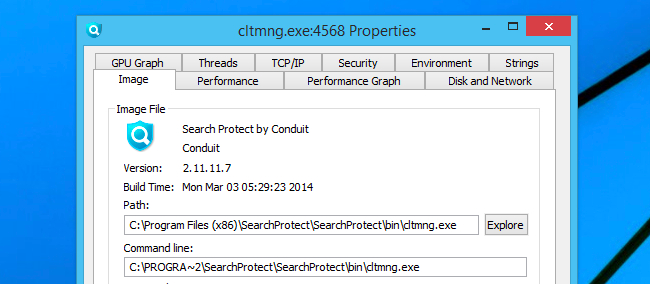 cltmng.exe:4568 Properties
GPU Graph Threads TCP/IP Security Environment Strings
Image Performance Performance Graph Disk and Network
Image File
Search Protect by Conduit
Conduit
Version: 2.11.11.7
Build Time: Mon Mar 03 05:29:23 2014
Path:
C:\Program Files (x86)\SearchProtect\SearchProtect\bin\cltmng.exe Explore
Command line:
C:\PROGRA~2\SearchProtect\SearchProtect\bin\cltmng.exe